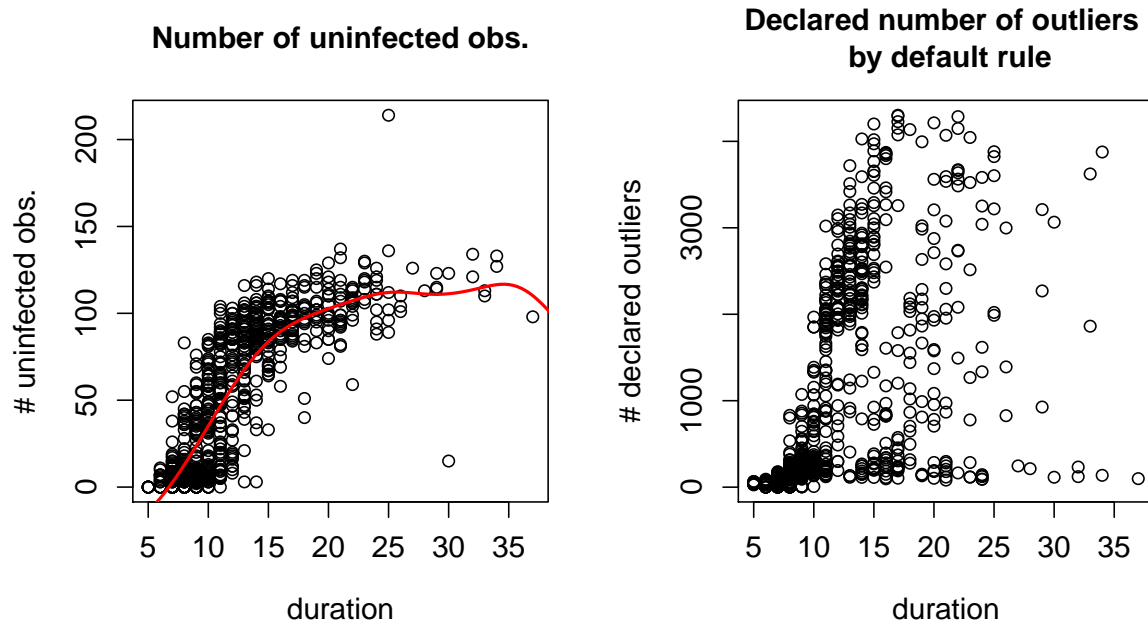 Number of uninfected obs.
# uninfected obs.
200
150
100
50
0
5 10 15 20 25 30 35
duration
Declared number of outliers
by default rule
# declared outliers
3000
1000
0
5 10 15 20 25 30 35
duration